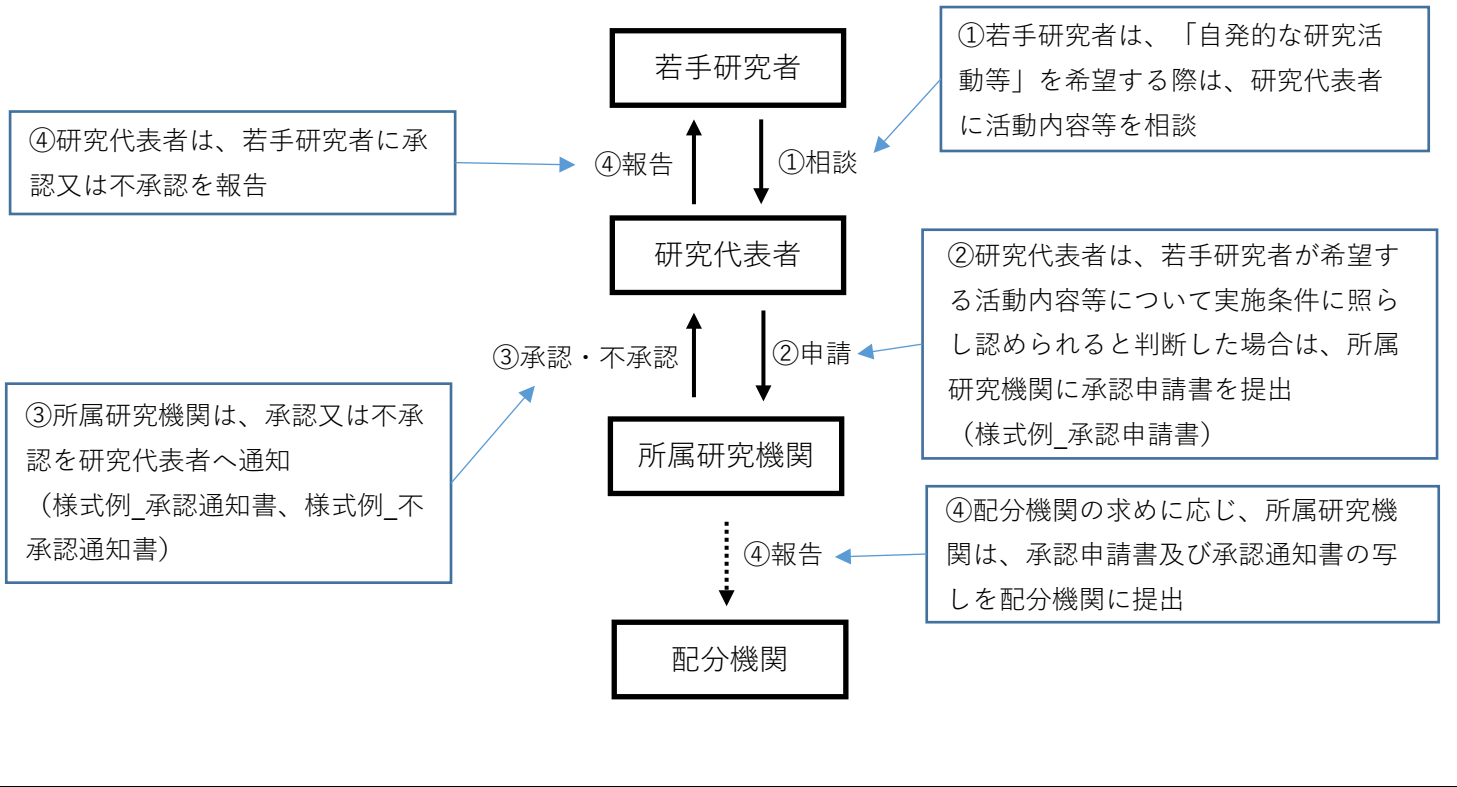 若手研究者
①若手研究者は、「自発的な研究活
動等」を希望する際は、研究代表者
に活動内容等を相談
④研究代表者は、若手研究者に承
認又は不承認を報告
④報告
①相談
研究代表者
②研究代表者は、若手研究者が希望す
る活動内容等について実施条件に照ら
し認められると判断した場合は、所属
研究機関に承認申請書を提出
（様式例_承認申請書）
③承認・不承認
②申請
③所属研究機関は、承認又は不承
認を研究代表者へ通知
（様式例_承認通知書、様式例_不
承認通知書）
所属研究機関
④配分機関の求めに応じ、所属研究機
関は、承認申請書及び承認通知書の写
しを配分機関に提出
④報告
配分機関